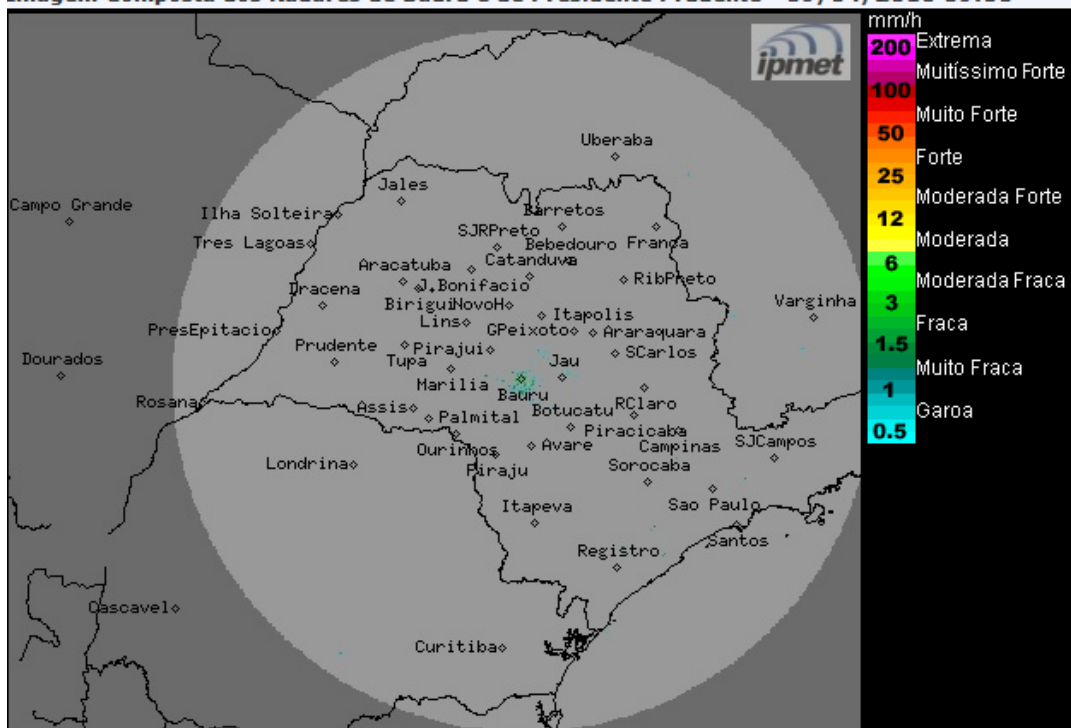 mm/h
200 Extrema
Muitíssimo Forte
100
Muito Forte
50
Forte
25
Moderada Forte
12
Moderada
6
Moderada Fraca
3
Fraca
1.5
Muito Fraca
1
Garoa
0.5
ipmet
Uberaba
Jales
Campo Grande
Ilha Solteira
Barretos
SJRPreto
Tres Lagoas
Bebedouro Franca
Catanduva
Aracatuba
RibPreto
J.Bonifacio
Dracena
Varginha
BiriguiNovoH
Itapolis
Lins
PresEpitacio
GPeixoto
Araraquara
Prudente
Pirajui
SCarlos
Dourados
Tupa
Jau
Marilia
Bauru
Rosana
Assis
Botucatu
RClaro
Palmital
Piracicaba
SJCampos
Ourinhos
Avare
Campinas
Londrina
Piraju
Sorocaba
Itapeva
Sao Paulo
Santos
Registro
Cascavel
Curitiba